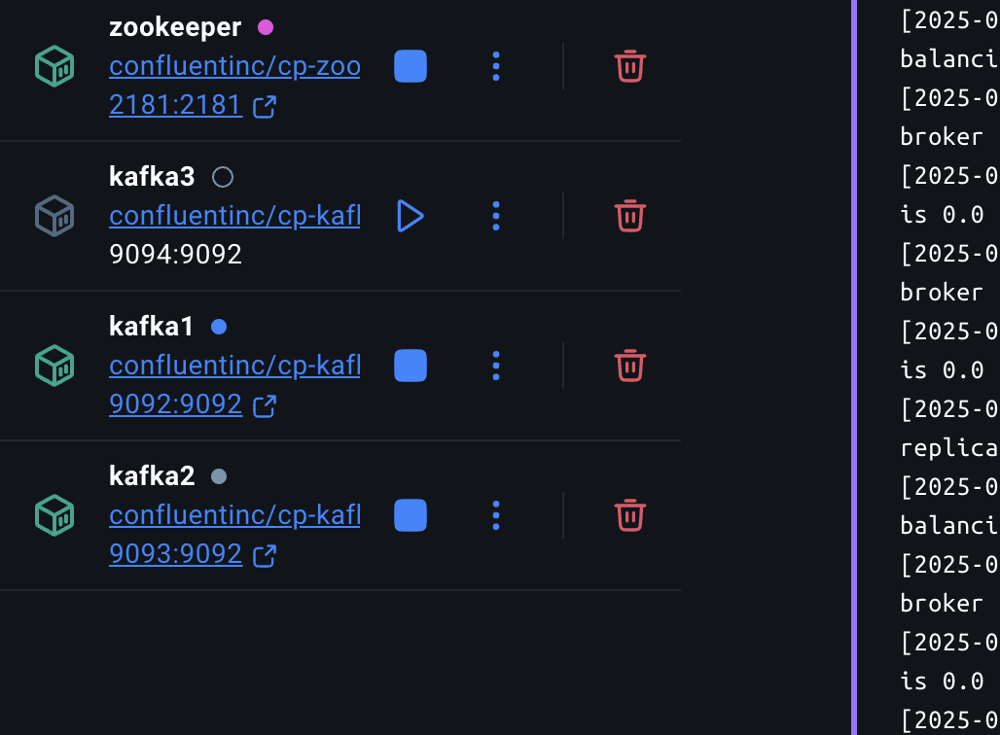 zookeeper
confluentinc/cp-zoo
2181:2181
kafka3
confluentinc/cp-kafl
9094:9092
kafka1
confluentinc/cp-kafl
9092:9092
kafka2
confluentinc/cp-kafl
9093:9092
[2025-0
balanci
[2025-0
broker
[2025-0
is 0.0
[2025-0
broker
[2025-0
is 0.0
[2025-0
replica
[2025-0
balanci
[2025-0
broker
[2025-0
is 0.0
[2025-0